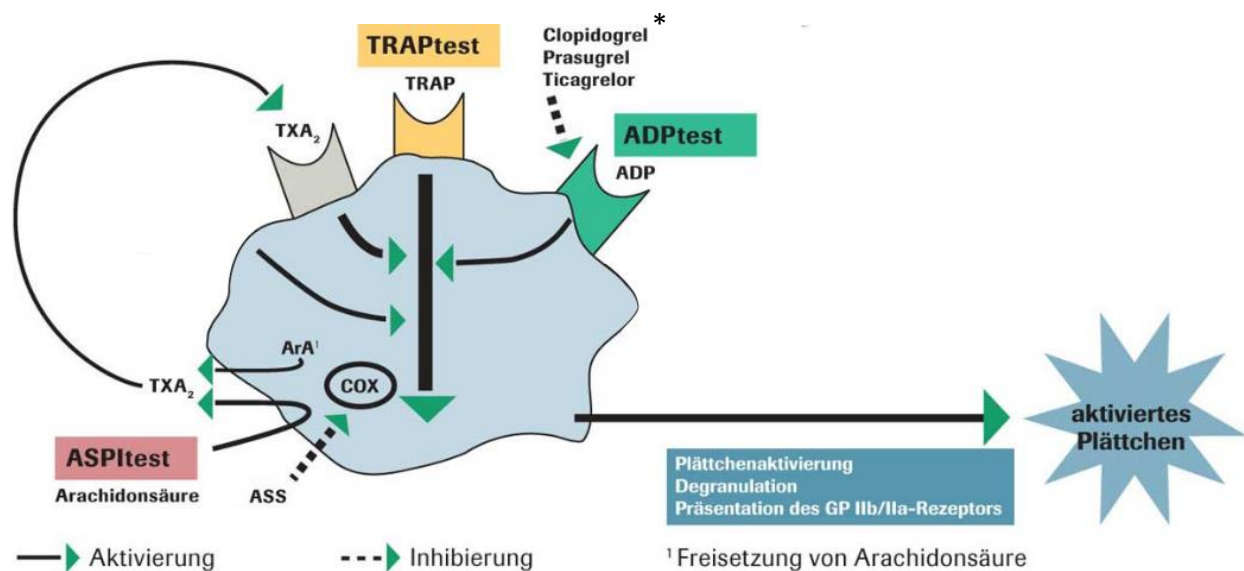 *
Clopidogrel
Prasugrel
Ticagrelor
TRAPtest
TRAP
ADPtest
ADP
TXA₂
ArA¹
COX
TXA₂
ASPItest
Arachidonsäure
ASS
aktiviertes
Plättchen
Plättchenaktivierung
Degranulation
Präsentation des GP IIb/IIa-Rezeptors
Aktivierung
Inhibierung
¹ Freisetzung von Arachidonsäure